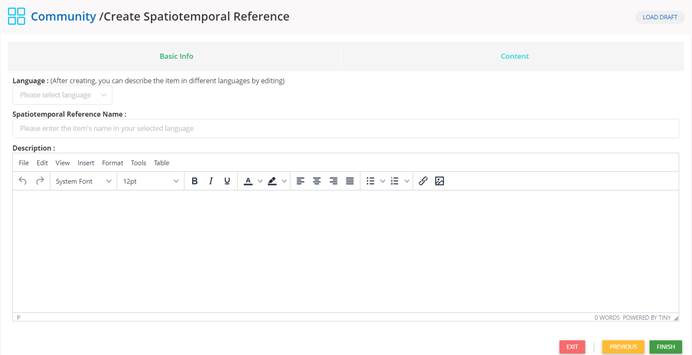 Community /Create Spatiotemporal Reference
LOAD DRAFT
Basic Info
Content
Language : (After creating, you can describe the item in different languages by editing)
Please select language
Spatiotemporal Reference Name :
Please enter the item's name in your selected language
Description :
File Edit View Insert Format Tools Table
System Font 12pt B I U A
P
0 WORDS POWERED BY TINY
EXIT PREVIOUS FINISH